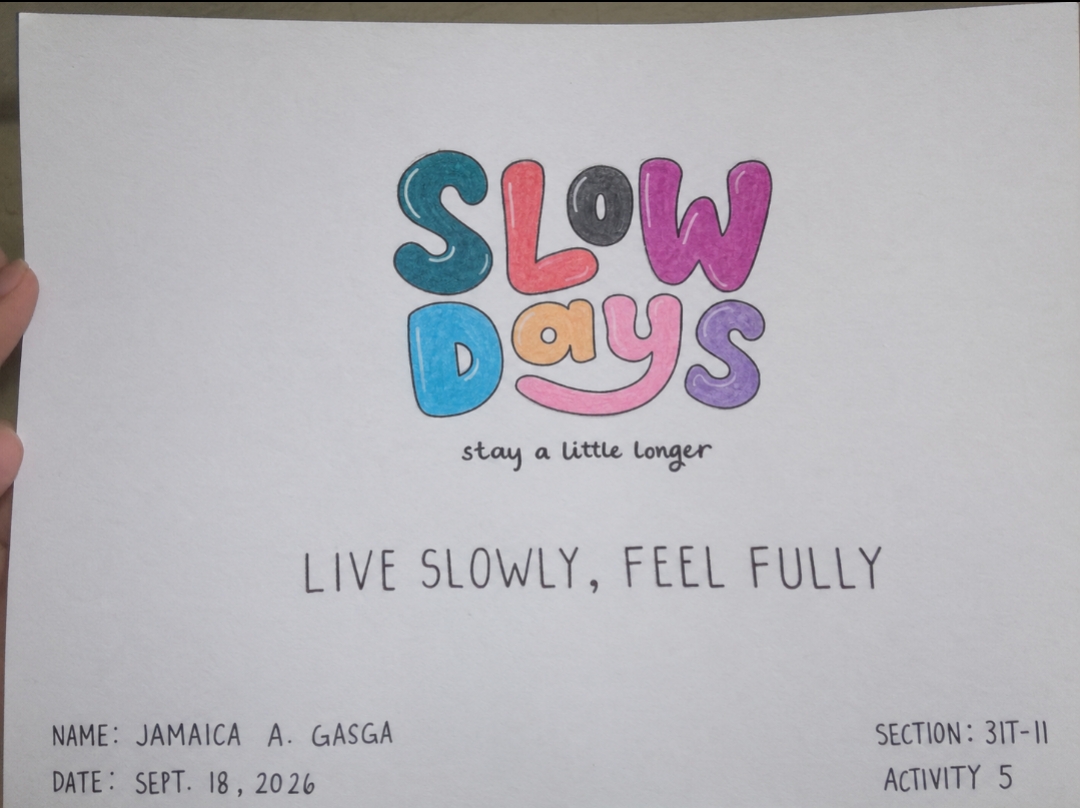 SLOW
Days
stay a little longer
LIVE SLOWLY, FEEL FULLY
NAME: JAMAICA A. GASGA
SECTION: 3IT-11
DATE: SEPT. 18, 2026
ACTIVITY 5